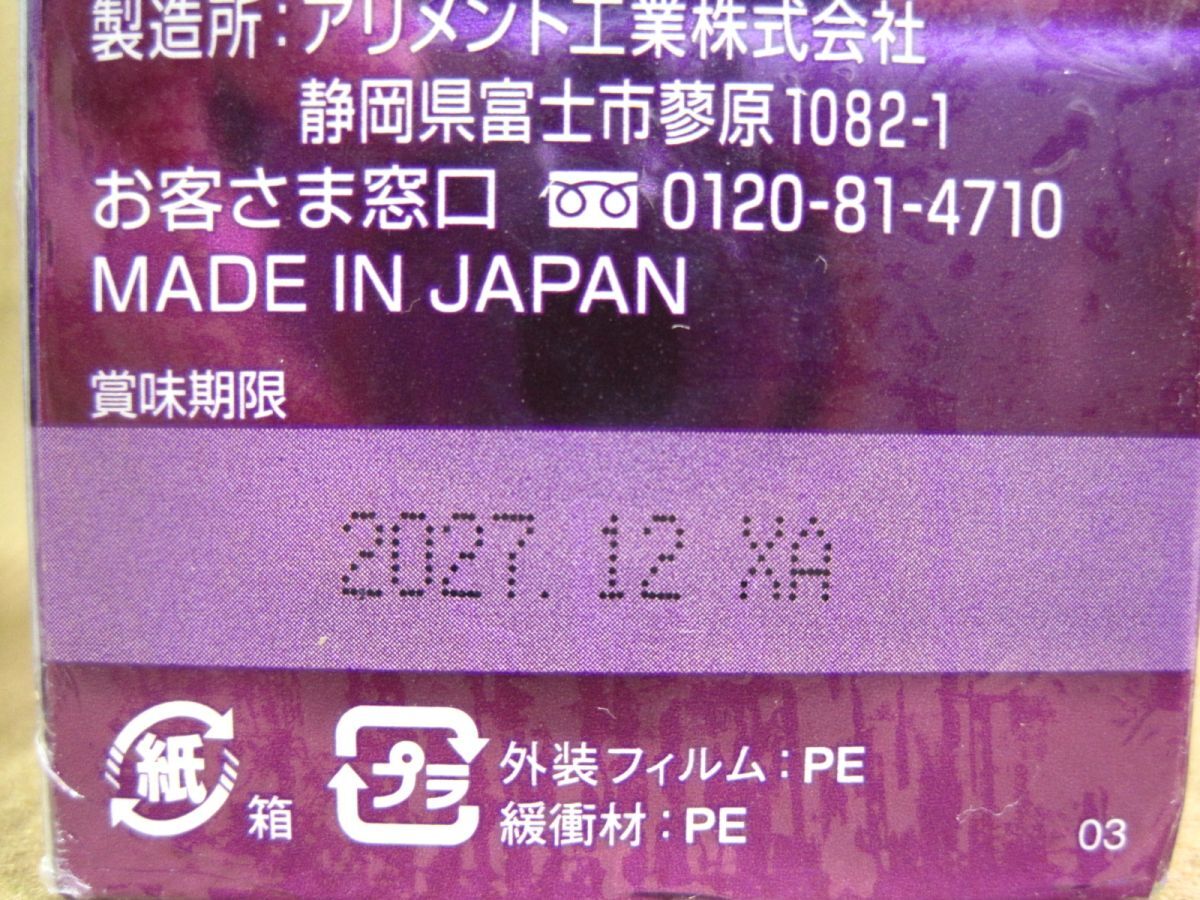 製造所:アリメント工業株式会社
静岡県富士市蓼原1082-1
お客さま窓口 0120-81-4710
MADE IN JAPAN
賞味期限
2027.12 XA
紙 箱
プラ 外装フィルム:PE
緩衝材:PE
03